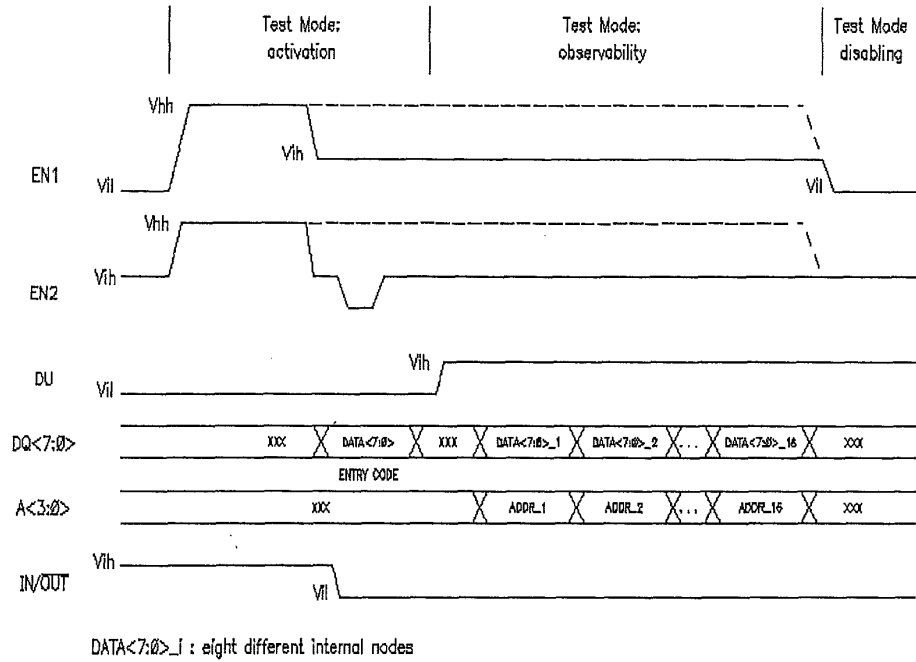 Test Mode: activation
Test Mode: observability
Test Mode disabling
Vhh
Vih
EN1
Vil
Vil
Vhh
Vih
EN2
Vih
DU
Vil
DQ<7:0>
XXX
DATA<7:0>
XXX
DATA<7:0>_1
DATA<7:0>_2
...
DATA<7:0>_16
XXX
ENTRY CODE
A<3:0>
XXX
ADDR_1
ADDR_2
...
ADDR_16
XXX
Vih
IN/OUT
Vil
DATA<7:0>_i : eight different internal nodes